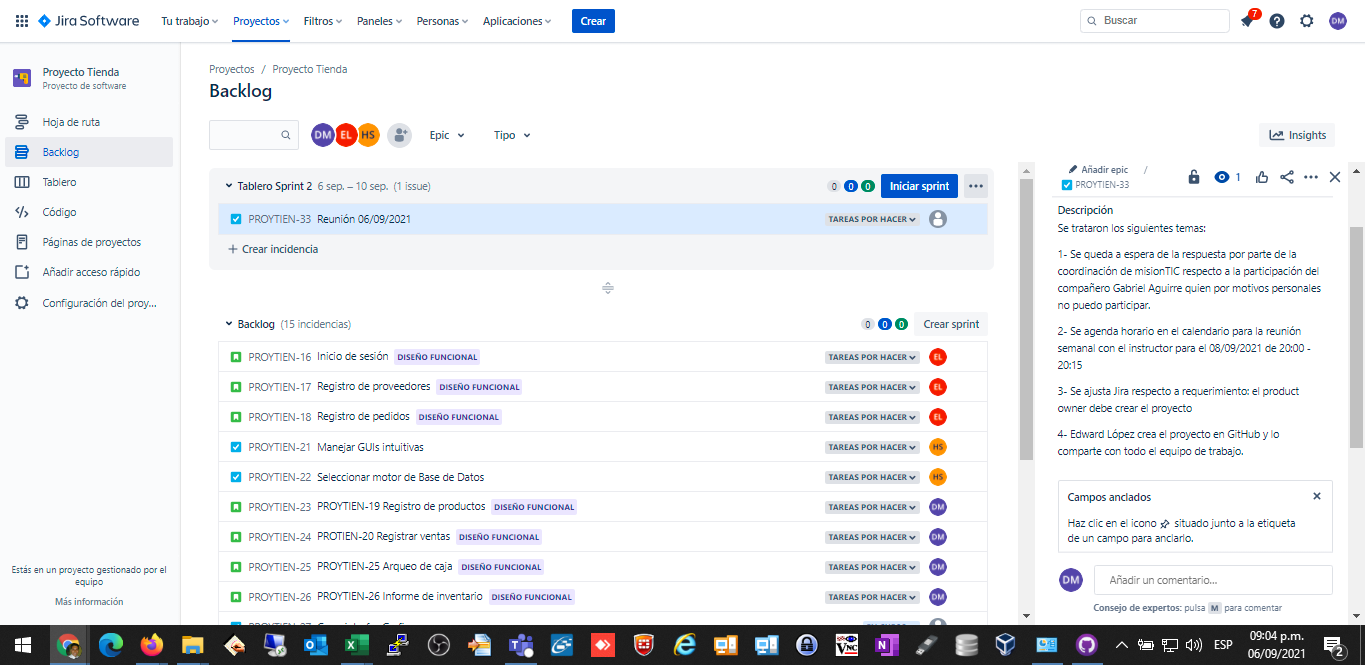 Jira Software
Tu trabajo
Proyectos
Filtros
Paneles
Personas
Aplicaciones
Crear
Buscar
7
DM
Proyecto Tienda
Proyecto de software
Hoja de ruta
Backlog
Tablero
Código
Páginas de proyectos
Añadir acceso rápido
Configuración del proy...
Estás en un proyecto gestionado por el
equipo
Más información
Proyectos / Proyecto Tienda
Backlog
DM EL HS
Epic
Tipo
Insights
Tablero Sprint 2 6 sep. – 10 sep. (1 issue)
0 0 0 Iniciar sprint
PROYTIEN-33 Reunión 06/09/2021 TAREAS POR HACER
+ Crear incidencia
Backlog (15 incidencias)
0 0 0 Crear sprint
PROYTIEN-16 Inicio de sesión DISEÑO FUNCIONAL TAREAS POR HACER EL
PROYTIEN-17 Registro de proveedores DISEÑO FUNCIONAL TAREAS POR HACER EL
PROYTIEN-18 Registro de pedidos DISEÑO FUNCIONAL TAREAS POR HACER EL
PROYTIEN-21 Manejar GUIs intuitivas TAREAS POR HACER HS
PROYTIEN-22 Seleccionar motor de Base de Datos TAREAS POR HACER HS
PROYTIEN-23 PROYTIEN-19 Registro de productos DISEÑO FUNCIONAL TAREAS POR HACER DM
PROYTIEN-24 PROTIEN-20 Registrar ventas DISEÑO FUNCIONAL TAREAS POR HACER DM
PROYTIEN-25 PROYTIEN-25 Arqueo de caja DISEÑO FUNCIONAL TAREAS POR HACER DM
PROYTIEN-26 PROYTIEN-26 Informe de inventario DISEÑO FUNCIONAL TAREAS POR HACER DM
Añadir epic /
PROYTIEN-33
1
Descripción
Se trataron los siguientes temas:
1- Se queda a espera de la respuesta por parte de la
coordinación de misionTIC respecto a la participación del
compañero Gabriel Aguirre quien por motivos personales
no puedo participar.
2- Se agenda horario en el calendario para la reunión
semanal con el instructor para el 08/09/2021 de 20:00 -
20:15
3- Se ajusta Jira respecto a requerimiento: el product
owner debe crear el proyecto
4- Edward López crea el proyecto en GitHub y lo
comparte con todo el equipo de trabajo.
Campos anclados
Haz clic en el icono situado junto a la etiqueta
de un campo para anclarlo.
DM
Añadir un comentario...
Consejo de expertos: pulsa M para comentar
ESP
09:04 p.m.
06/09/2021
2